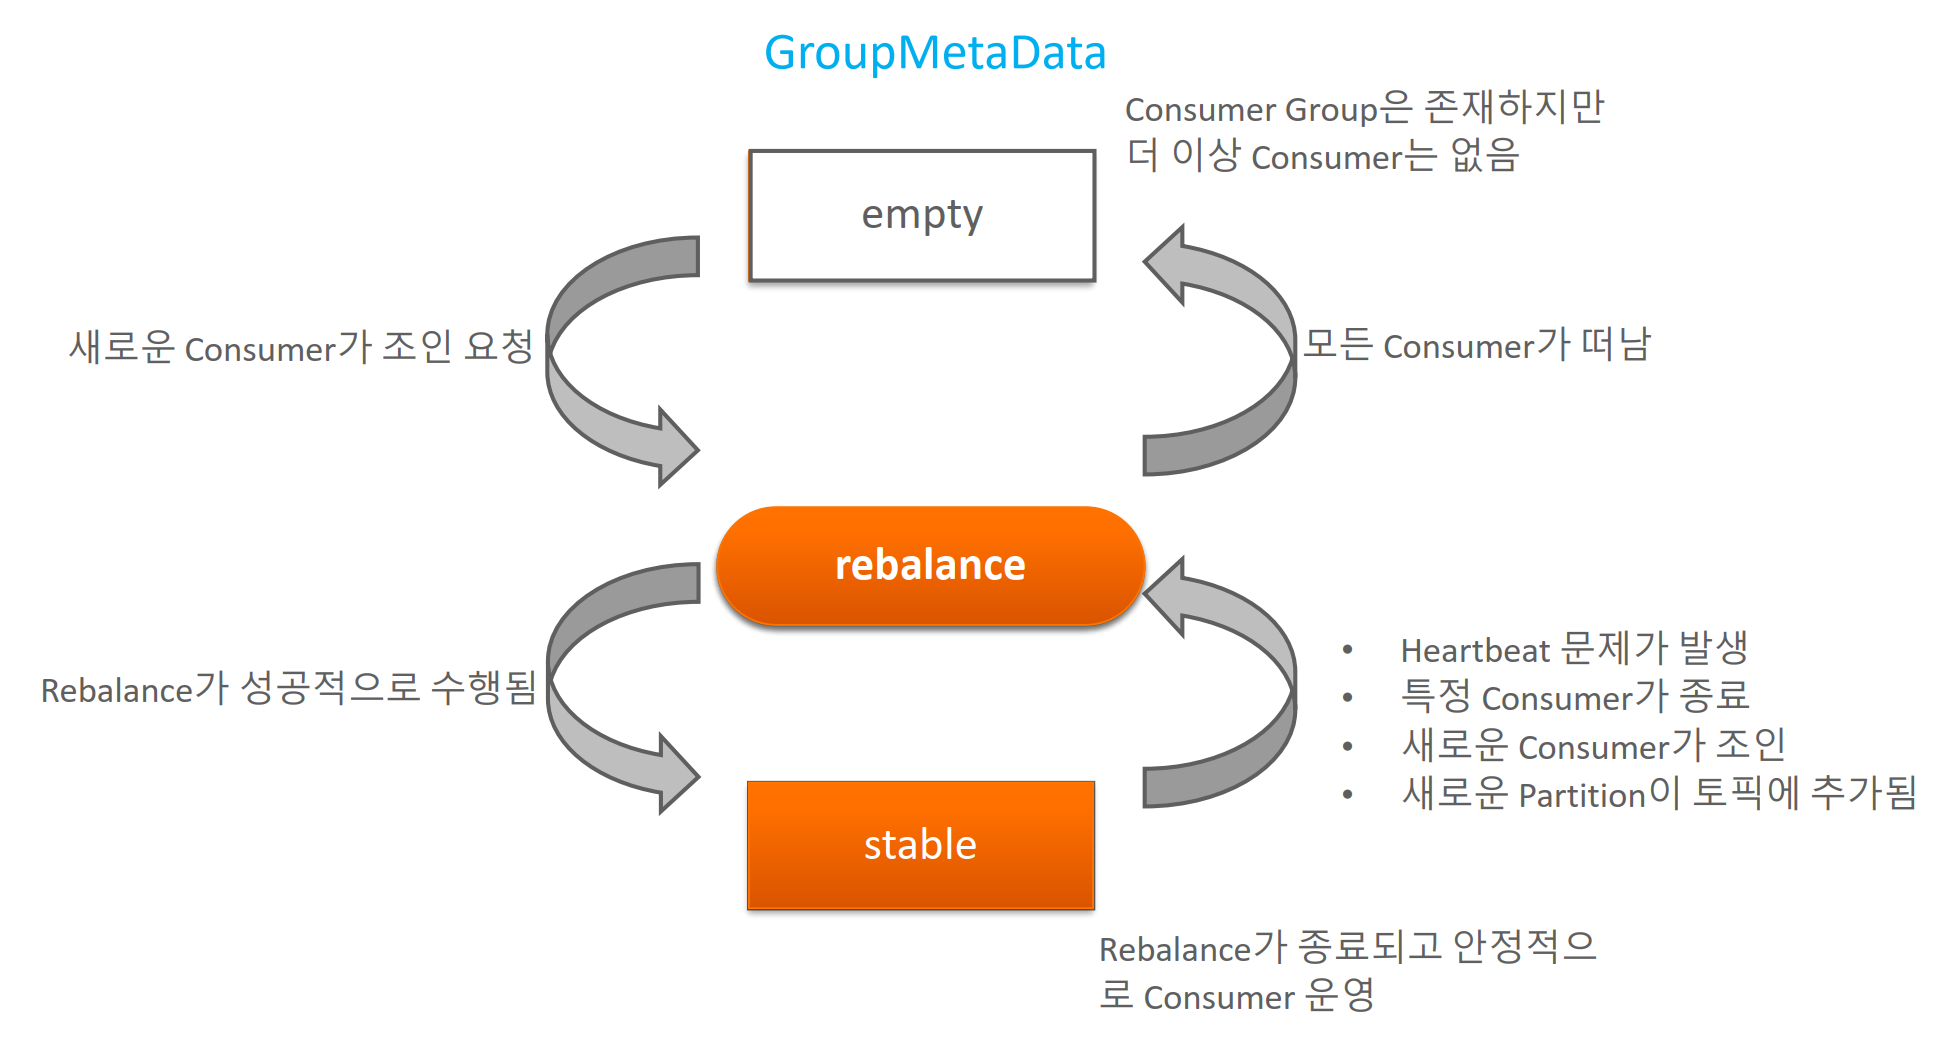 GroupMetaData
Consumer Group은 존재하지만
더 이상 Consumer는 없음
empty
새로운 Consumer가 조인 요청
모든 Consumer가 떠남
rebalance
Rebalance가 성공적으로 수행됨
• Heartbeat 문제가 발생
• 특정 Consumer가 종료
• 새로운 Consumer가 조인
• 새로운 Partition이 토픽에 추가됨
stable
Rebalance가 종료되고 안정적으
로 Consumer 운영